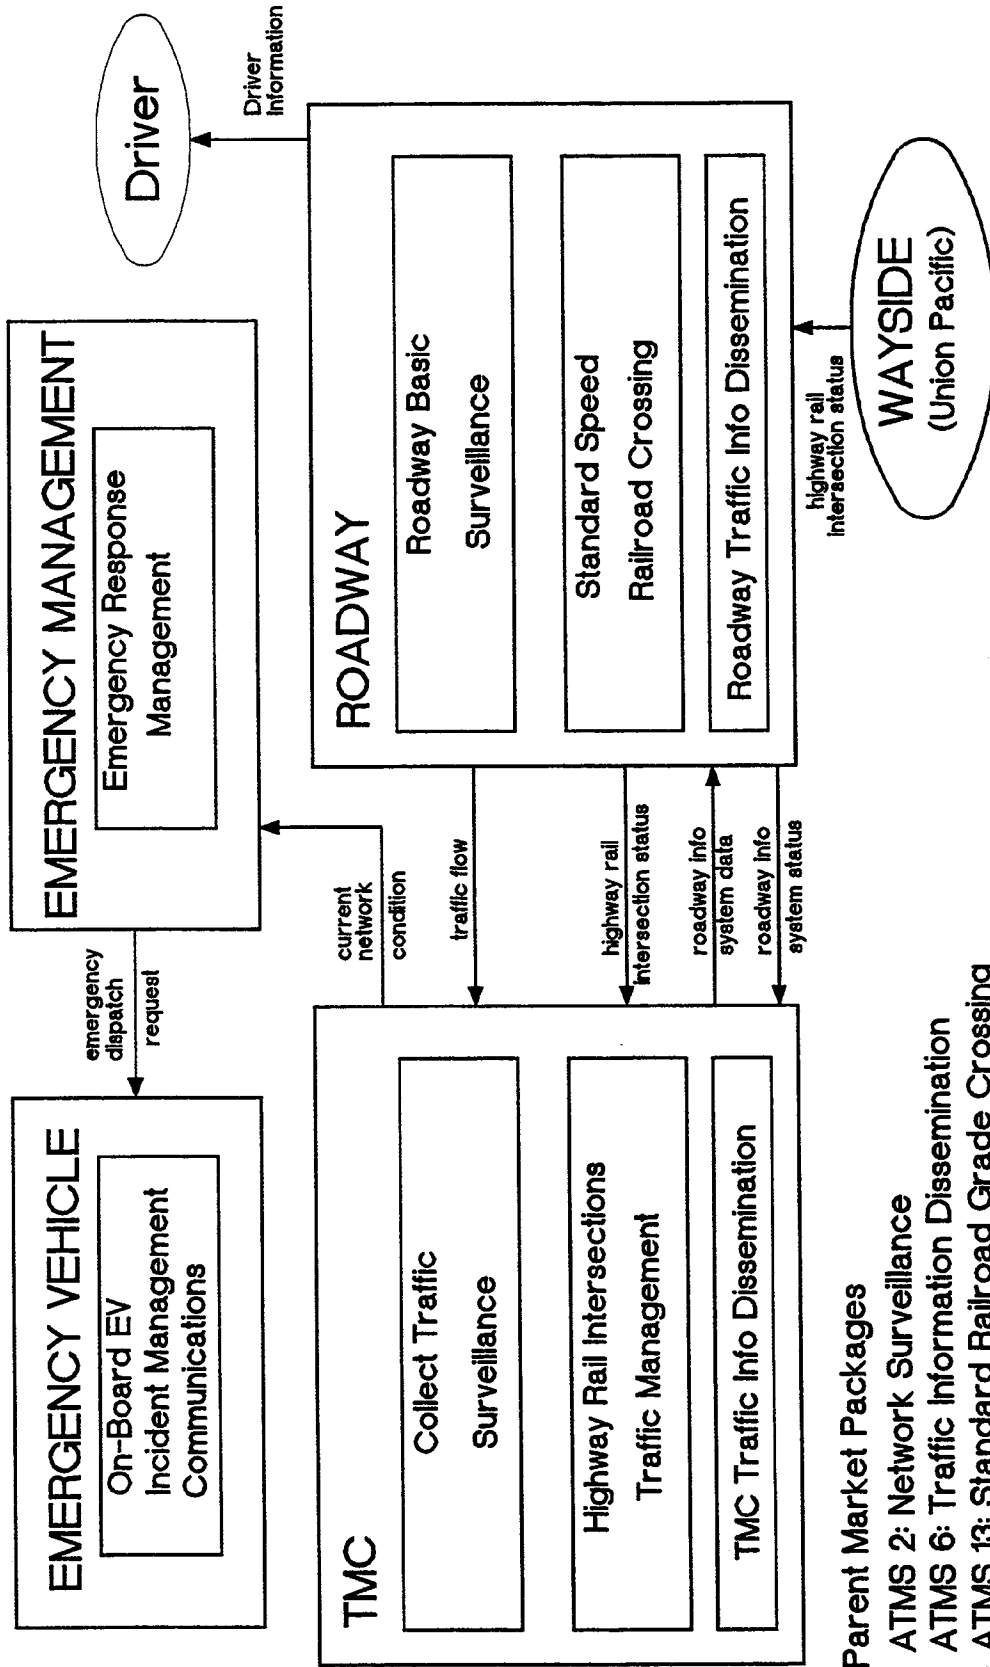 EMERGENCY VEHICLE
On-Board EV
Incident Management
Communications
emergency
dispatch
request
EMERGENCY MANAGEMENT
Emergency Response
Management
Driver
Driver
Information
TMC
Collect Traffic
Surveillance
Highway Rail Intersections
Traffic Management
TMC Traffic Info Dissemination
current
network
condition
traffic flow
highway rail
intersection status
roadway info
system data
roadway info
system status
ROADWAY
Roadway Basic
Surveillance
Standard Speed
Railroad Crossing
Roadway Traffic Info Dissemination
highway rail
intersection status
WAYSIDE
(Union Pacific)
Parent Market Packages
ATMS 2: Network Surveillance
ATMS 6: Traffic Information Dissemination
ATMS 13: Standard Railroad Grade Crossing